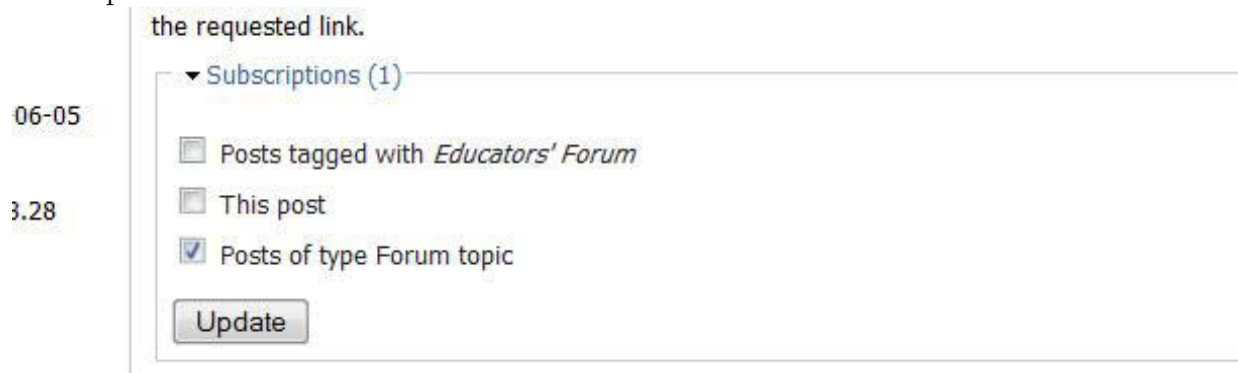 the requested link.
Subscriptions (1)
06-05
Posts tagged with Educators' Forum
This post
3.28
Posts of type Forum topic
Update